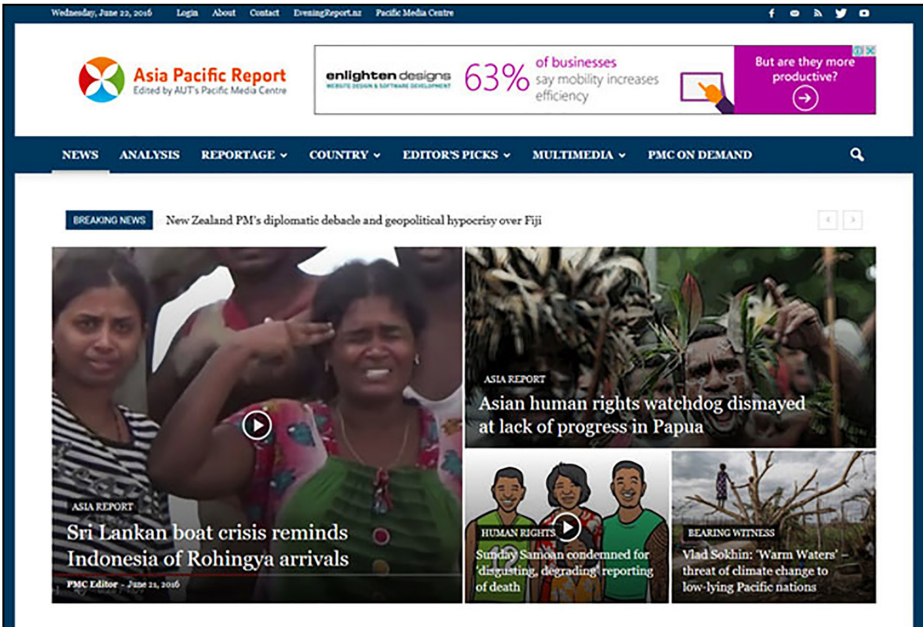 Wednesday, June 22, 2016 Login About Contact EveningReport.nz Pacific Media Centre
Asia Pacific Report
Edited by AUT's Pacific Media Centre
enlighten designs
WEBSITE DESIGN & SOFTWARE DEVELOPMENT
63% of businesses
say mobility increases
efficiency
But are they more
productive?
NEWS ANALYSIS REPORTAGE COUNTRY EDITOR'S PICKS MULTIMEDIA PMC ON DEMAND
BREAKING NEWS New Zealand PM's diplomatic debacle and geopolitical hypocrisy over Fiji
ASIA REPORT
Sri Lankan boat crisis reminds
Indonesia of Rohingya arrivals
PMC Editor - June 21, 2016
ASIA REPORT
Asian human rights watchdog dismayed
at lack of progress in Papua
HUMAN RIGHTS
Sunday Samoan condemned for
'disgusting, degrading' reporting
of death
BEARING WITNESS
Vlad Sokhin: 'Warm Waters' –
threat of climate change to
low-lying Pacific nations